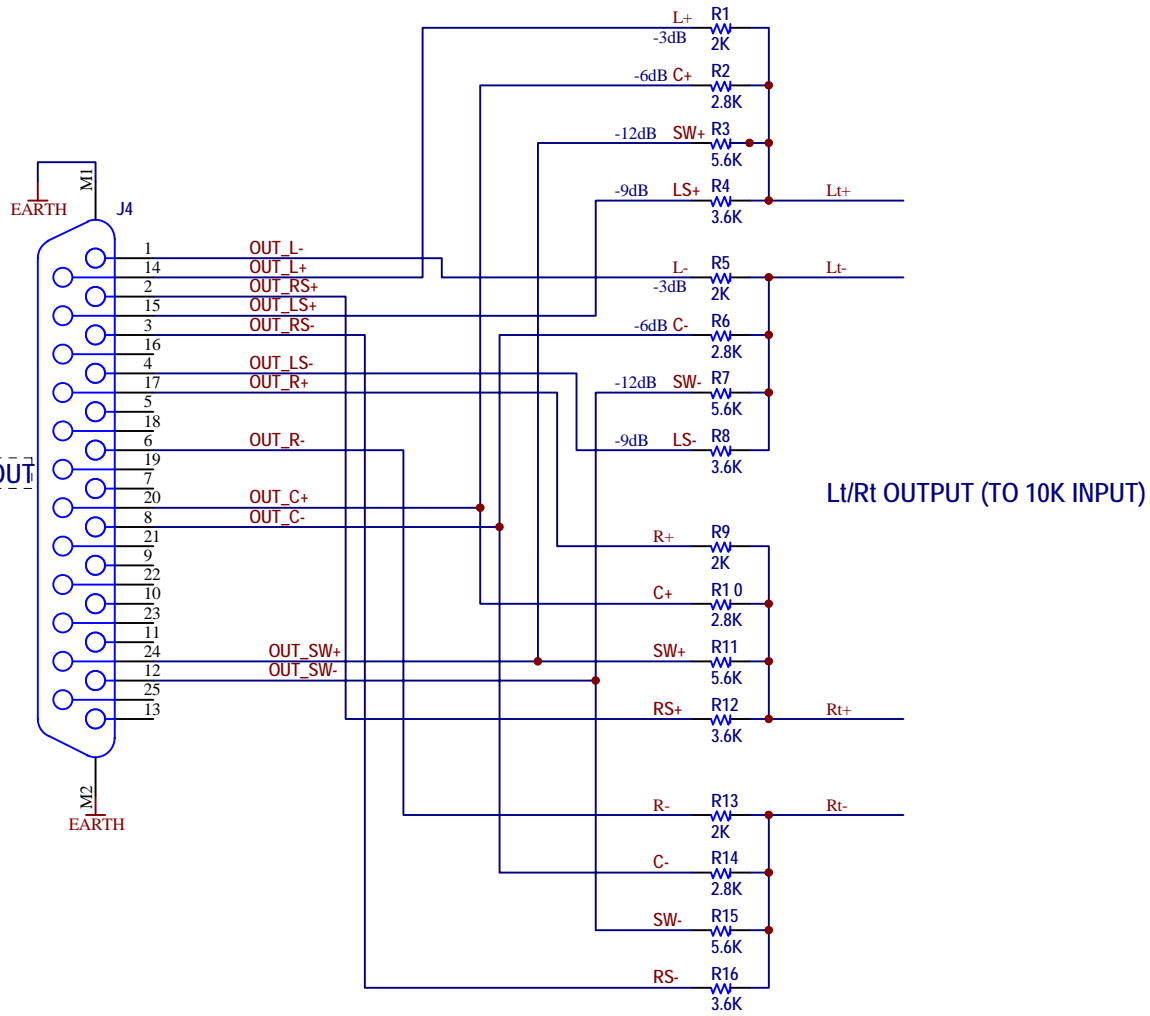 L+ R1
-3dB 2K
-6dB C+ R2
2.8K
-12dB SW+ R3
5.6K
-9dB LS+ R4 Lt+
3.6K
M1
EARTH
J4
1 OUT_L-
14 OUT_L+
2 OUT_RS+
15 OUT_LS+
3 OUT_RS-
16
4 OUT_LS-
17 OUT_R+
5
18
6 OUT_R-
19
7
20 OUT_C+
8 OUT_C-
21
9
22
10
23
11
24 OUT_SW+
12 OUT_SW-
25
13
M2
EARTH
L- R5 Lt-
-3dB 2K
-6dB C- R6
2.8K
-12dB SW- R7
5.6K
-9dB LS- R8
3.6K
Lt/Rt OUTPUT (TO 10K INPUT)
R+ R9
2K
C+ R10
2.8K
SW+ R11
5.6K
RS+ R12 Rt+
3.6K
R- R13 Rt-
2K
C- R14
2.8K
SW- R15
5.6K
RS- R16
3.6K